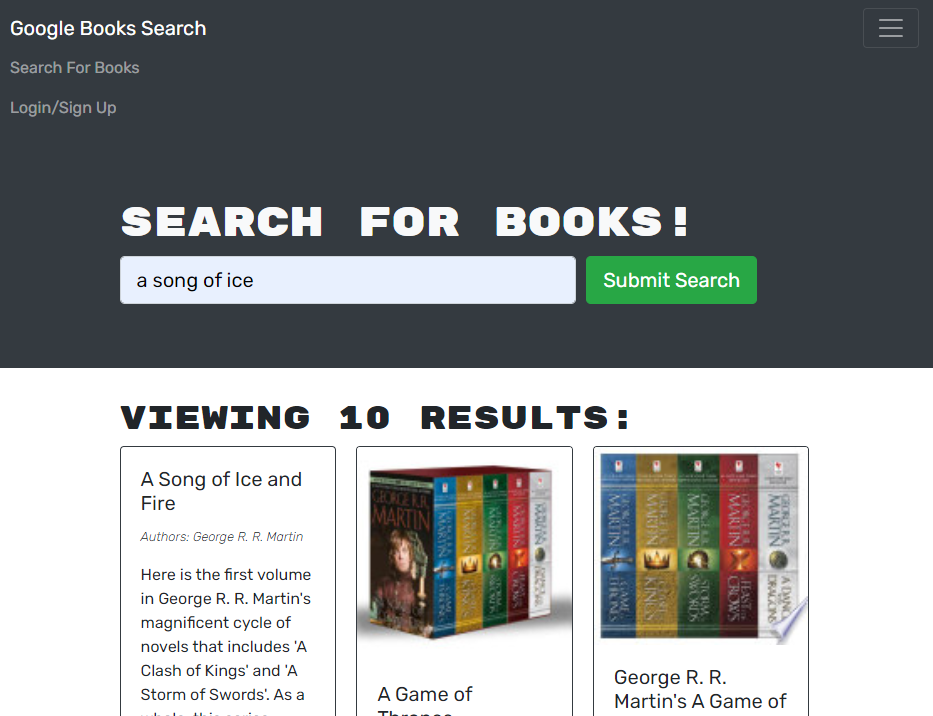 Google Books Search
Search For Books
Login/Sign Up
SEARCH FOR BOOKS!
a song of ice
Submit Search
VIEWING 10 RESULTS:
A Song of Ice and
Fire
Authors: George R. R. Martin
Here is the first volume
in George R. R. Martin's
magnificent cycle of
novels that includes 'A
Clash of Kings' and 'A
Storm of Swords'. As a
whole, this series
GEORGE R.R.
MARTIN
A Game of
Thrones
GEORGE R.R.
MARTIN
A GAME OF
THRONES
GEORGE R.R.
MARTIN
A CLASH OF
KINGS
GEORGE R.R.
MARTIN
A STORM OF
SWORDS
GEORGE R.R.
MARTIN
A FEAST FOR
CROWS
GEORGE R.R.
MARTIN
A DANCE
WITH
DRAGONS
George R. R.
Martin's A Game of